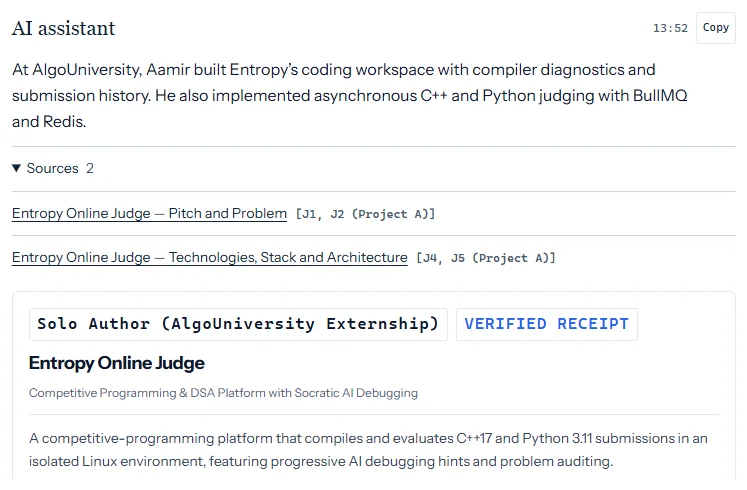 AI assistant
13:52 Copy
At AlgoUniversity, Aamir built Entropy’s coding workspace with compiler diagnostics and
submission history. He also implemented asynchronous C++ and Python judging with BullMQ
and Redis.
▼ Sources 2
Entropy Online Judge — Pitch and Problem [J1, J2 (Project A)]
Entropy Online Judge — Technologies, Stack and Architecture [J4, J5 (Project A)]
Solo Author (AlgoUniversity Externship) VERIFIED RECEIPT
Entropy Online Judge
Competitive Programming & DSA Platform with Socratic AI Debugging
A competitive-programming platform that compiles and evaluates C++17 and Python 3.11 submissions in an
isolated Linux environment, featuring progressive AI debugging hints and problem auditing.